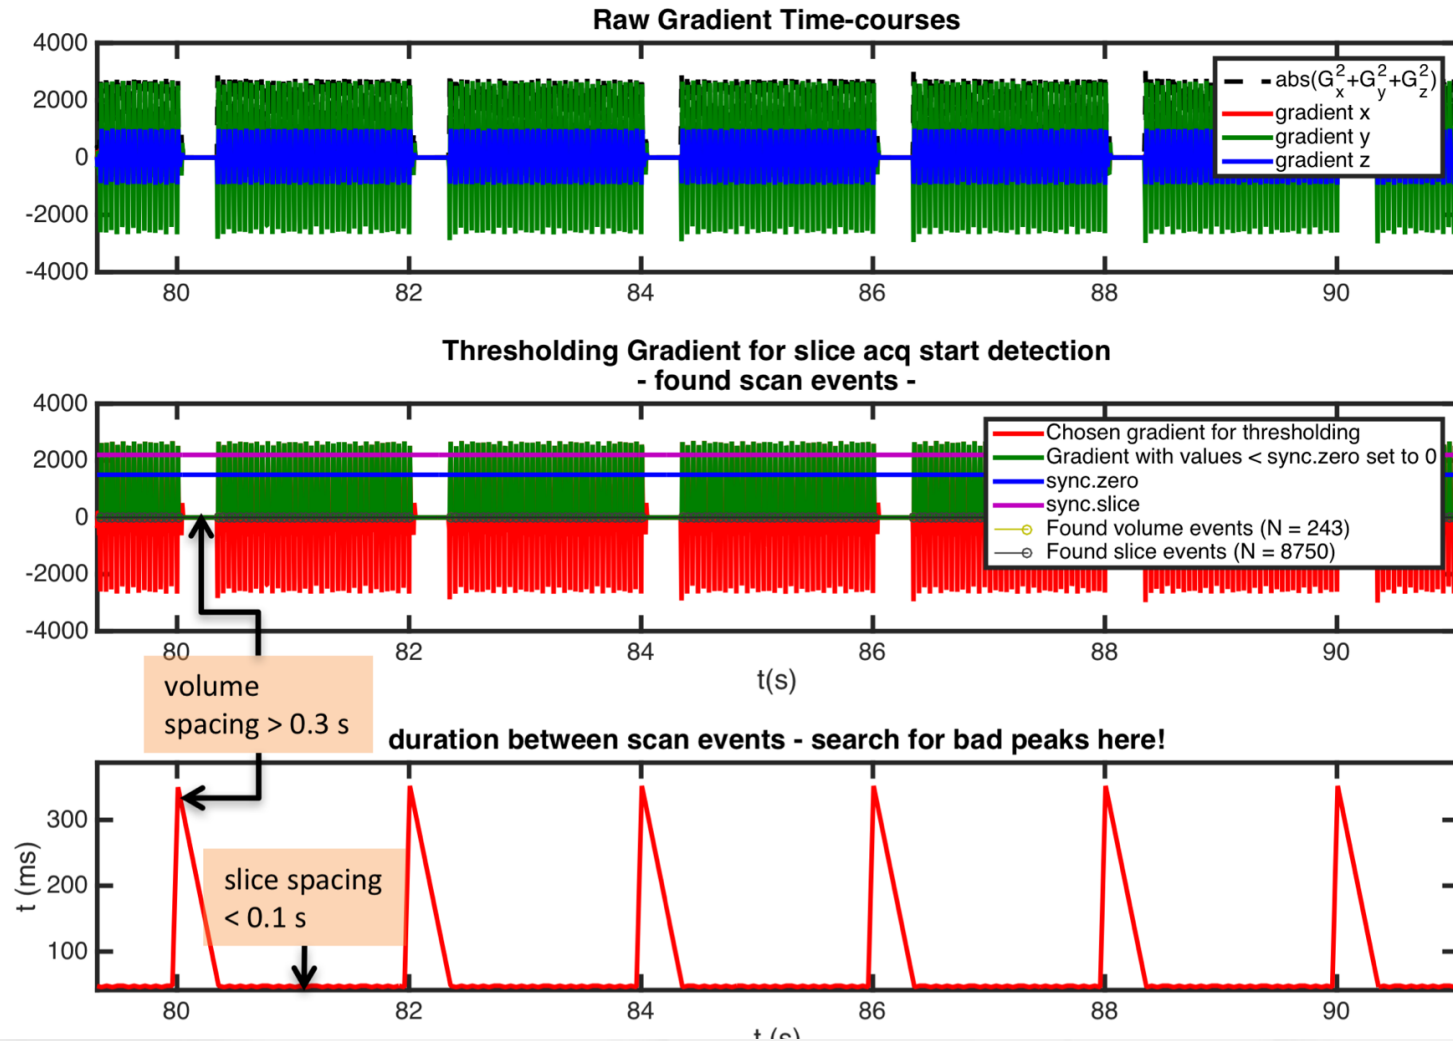 Raw Gradient Time-courses
4000
2000
0
-2000
-4000
80 82 84 86 88 90
abs(G²x+G²y+G²z)
gradient x
gradient y
gradient z
Thresholding Gradient for slice acq start detection
- found scan events -
4000
2000
0
-2000
-4000
80 82 84 86 88 90
t(s)
Chosen gradient for thresholding
Gradient with values < sync.zero set to 0
sync.zero
sync.slice
Found volume events (N = 243)
Found slice events (N = 8750)
volume
spacing > 0.3 s
duration between scan events - search for bad peaks here!
t (ms)
300
200
100
slice spacing
< 0.1 s
80 82 84 86 88 90
t (s)